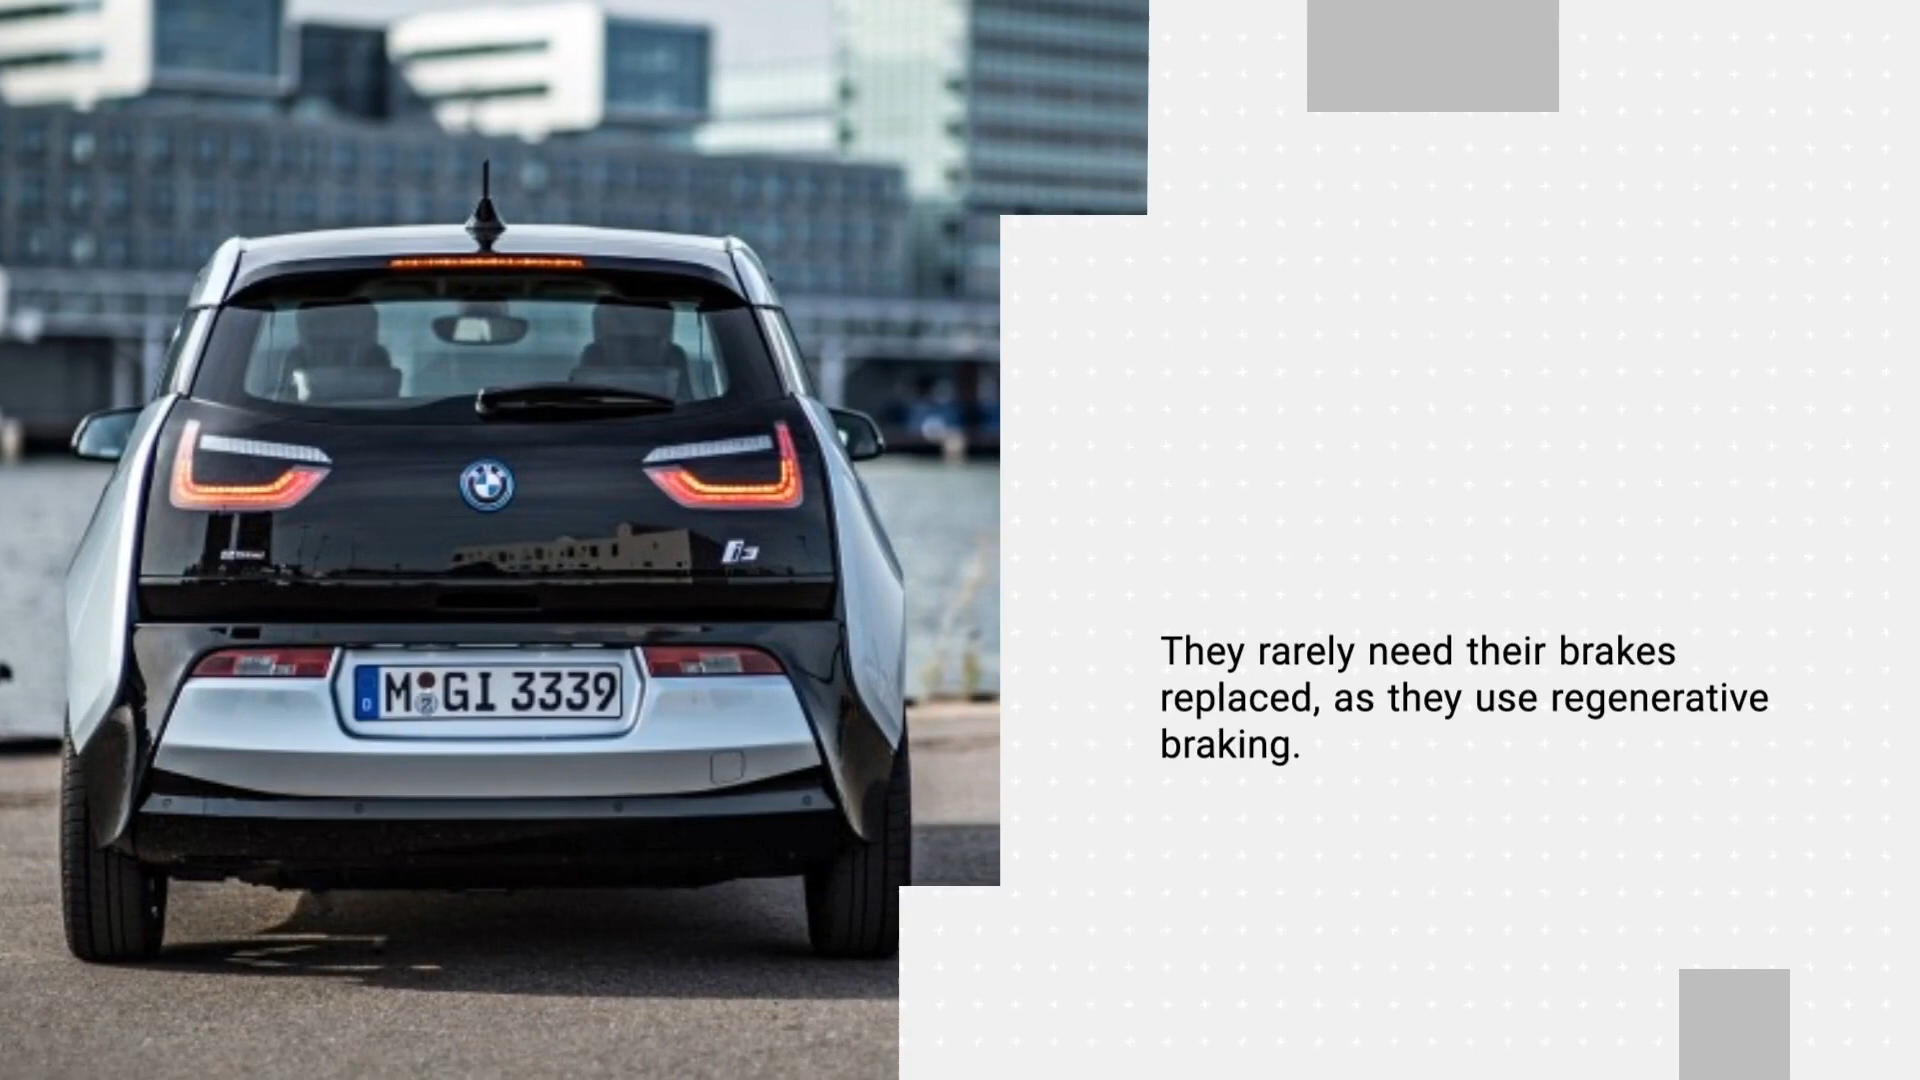 i3
D M GI 3339
They rarely need their brakes
replaced, as they use regenerative
braking.